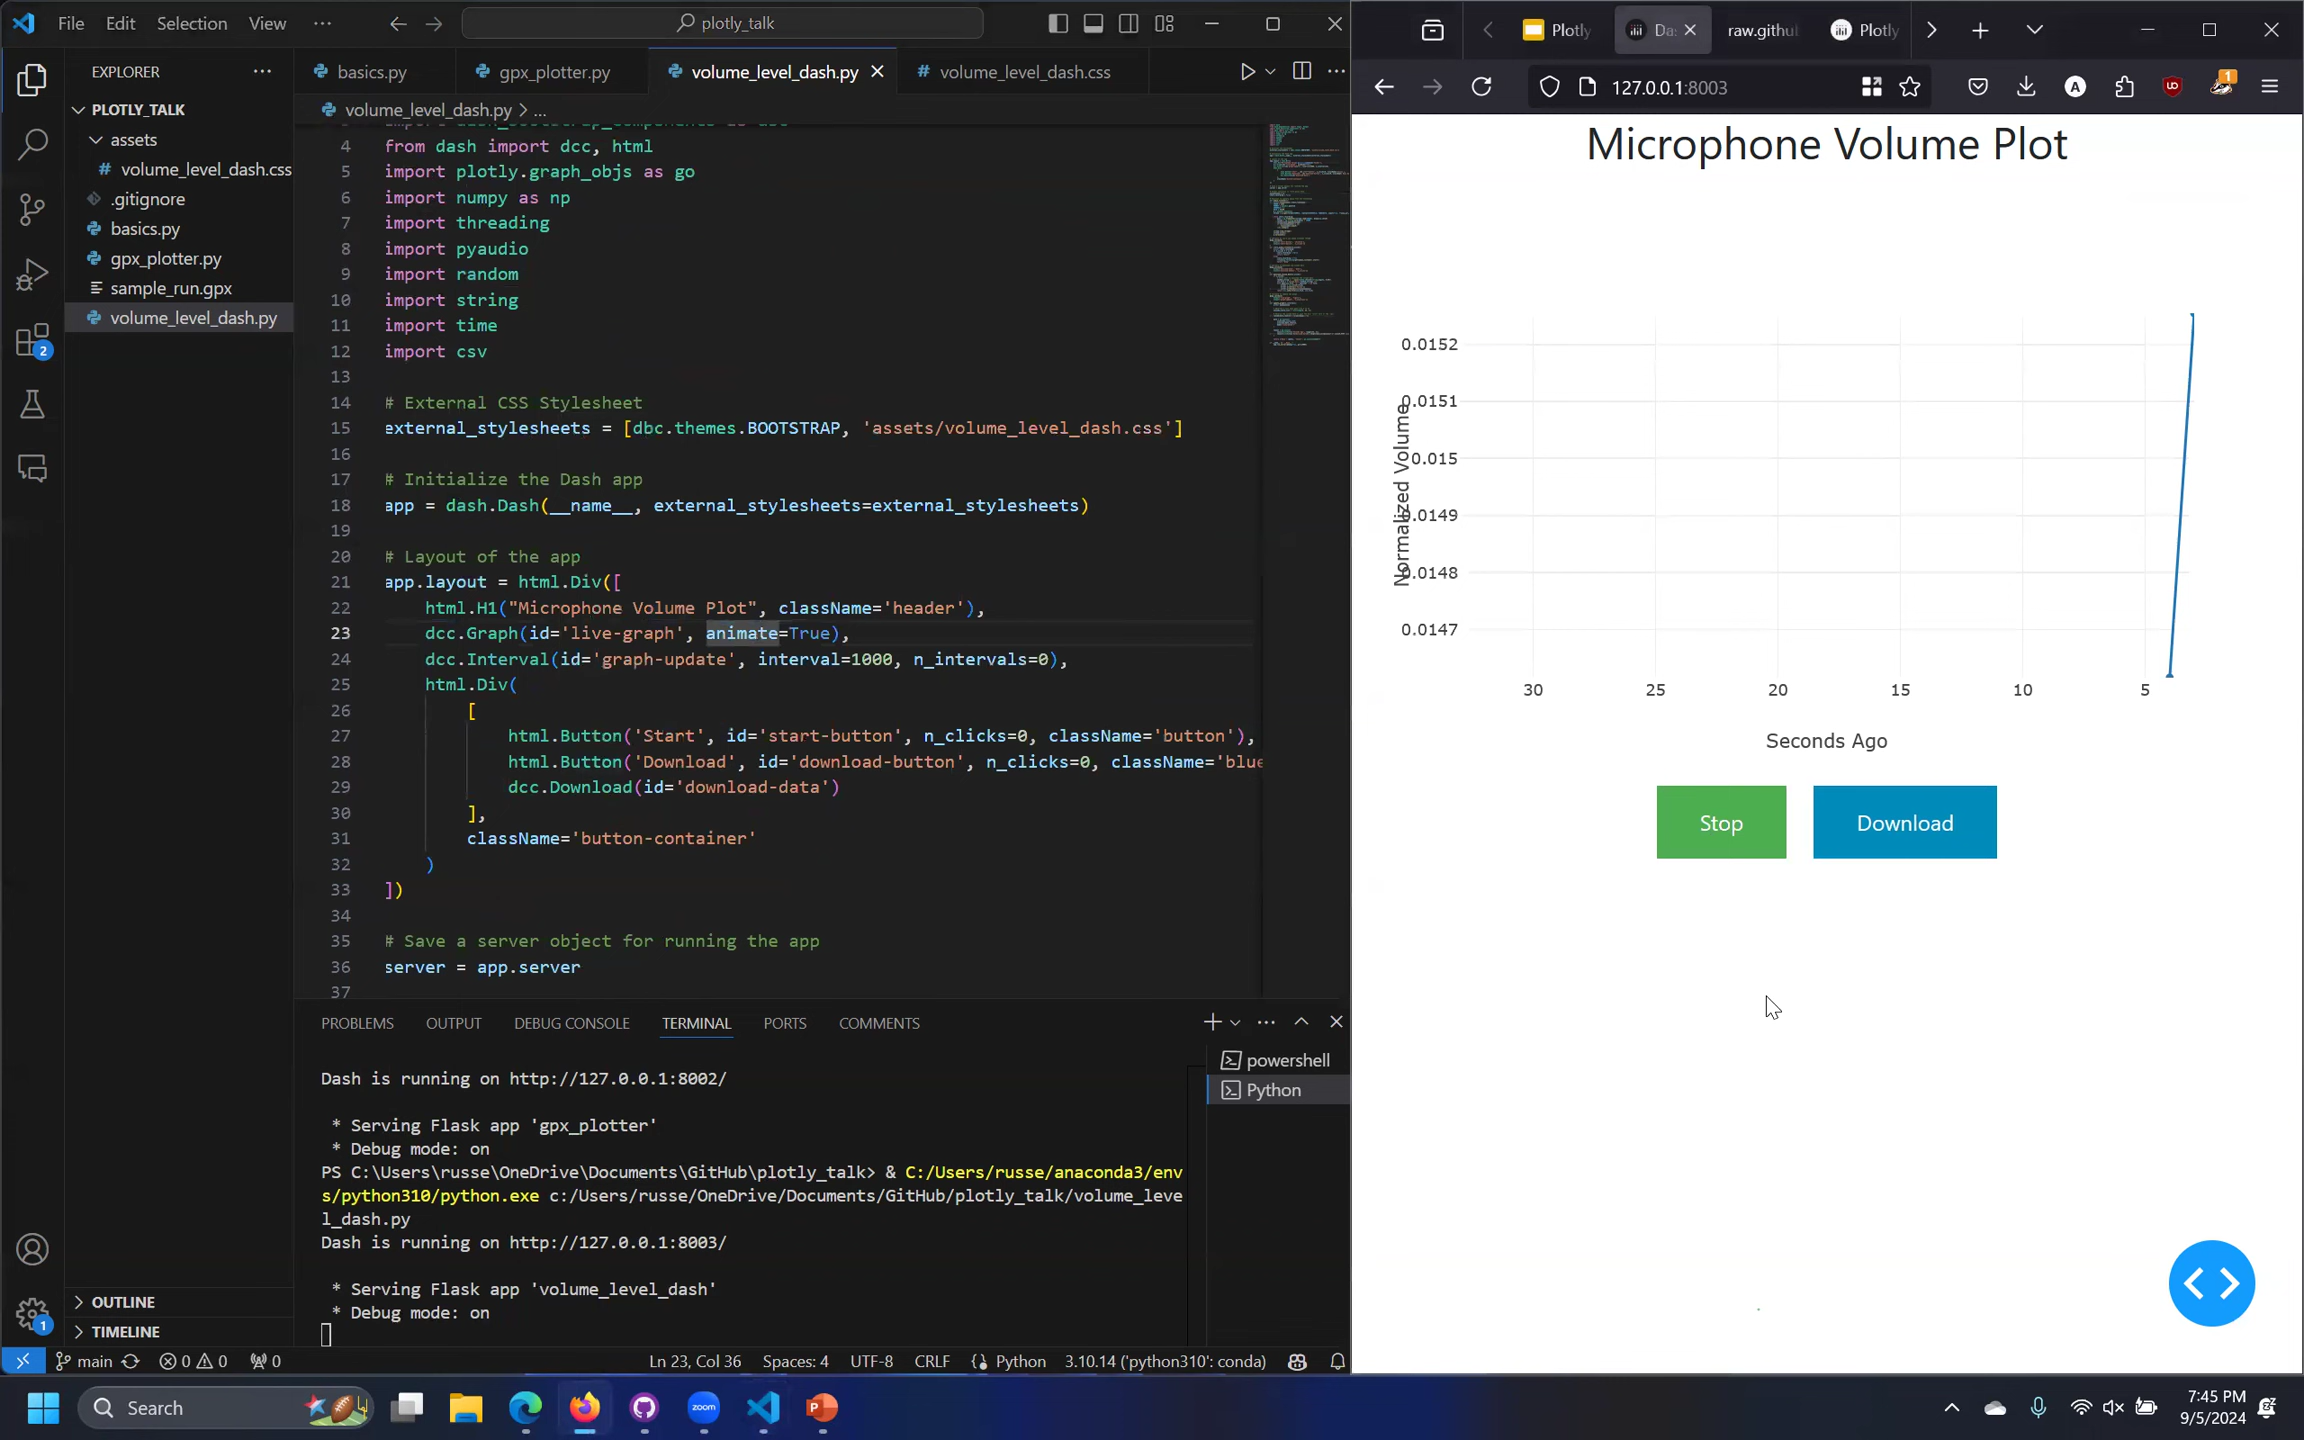 File Edit Selection View ··· plotly_talk
EXPLORER
PLOTLY_TALK
assets
# volume_level_dash.css
.gitignore
basics.py
gpx_plotter.py
sample_run.gpx
volume_level_dash.py
OUTLINE
TIMELINE
2
1
basics.py gpx_plotter.py volume_level_dash.py # volume_level_dash.css
volume_level_dash.py > ...
4 from dash import dcc, html
5 import plotly.graph_objs as go
6 import numpy as np
7 import threading
8 import pyaudio
9 import random
10 import string
11 import time
12 import csv
13
14 # External CSS Stylesheet
15 external_stylesheets = [dbc.themes.BOOTSTRAP, 'assets/volume_level_dash.css']
16
17 # Initialize the Dash app
18 app = dash.Dash(__name__, external_stylesheets=external_stylesheets)
19
20 # Layout of the app
21 app.layout = html.Div([
22 html.H1("Microphone Volume Plot", className='header'),
23 dcc.Graph(id='live-graph', animate=True),
24 dcc.Interval(id='graph-update', interval=1000, n_intervals=0),
25 html.Div(
26 [
27 html.Button('Start', id='start-button', n_clicks=0, className='button'),
28 html.Button('Download', id='download-button', n_clicks=0, className='blue
29 dcc.Download(id='download-data')
30 ],
31 className='button-container'
32 )
33 ])
34
35 # Save a server object for running the app
36 server = app.server
37
PROBLEMS OUTPUT DEBUG CONSOLE TERMINAL PORTS COMMENTS
powershell
Python
Dash is running on http://127.0.0.1:8002/
* Serving Flask app 'gpx_plotter'
* Debug mode: on
PS C:\Users\russe\OneDrive\Documents\GitHub\plotly_talk> & C:/Users/russe/anaconda3/env
s/python310/python.exe c:/Users/russe/OneDrive/Documents/GitHub/plotly_talk/volume_leve
l_dash.py
Dash is running on http://127.0.0.1:8003/
* Serving Flask app 'volume_level_dash'
* Debug mode: on
main 0 0 0 Ln 23, Col 36 Spaces: 4 UTF-8 CRLF Python 3.10.14 ('python310': conda)
Plotly Da raw.githu Plotly
127.0.0.1:8003
1
Microphone Volume Plot
0.0152
0.0151
0.015
0.0149
0.0148
0.0147
Normalized Volume
30 25 20 15 10 5
Seconds Ago
Stop Download
Search
zoom
7:45 PM
9/5/2024